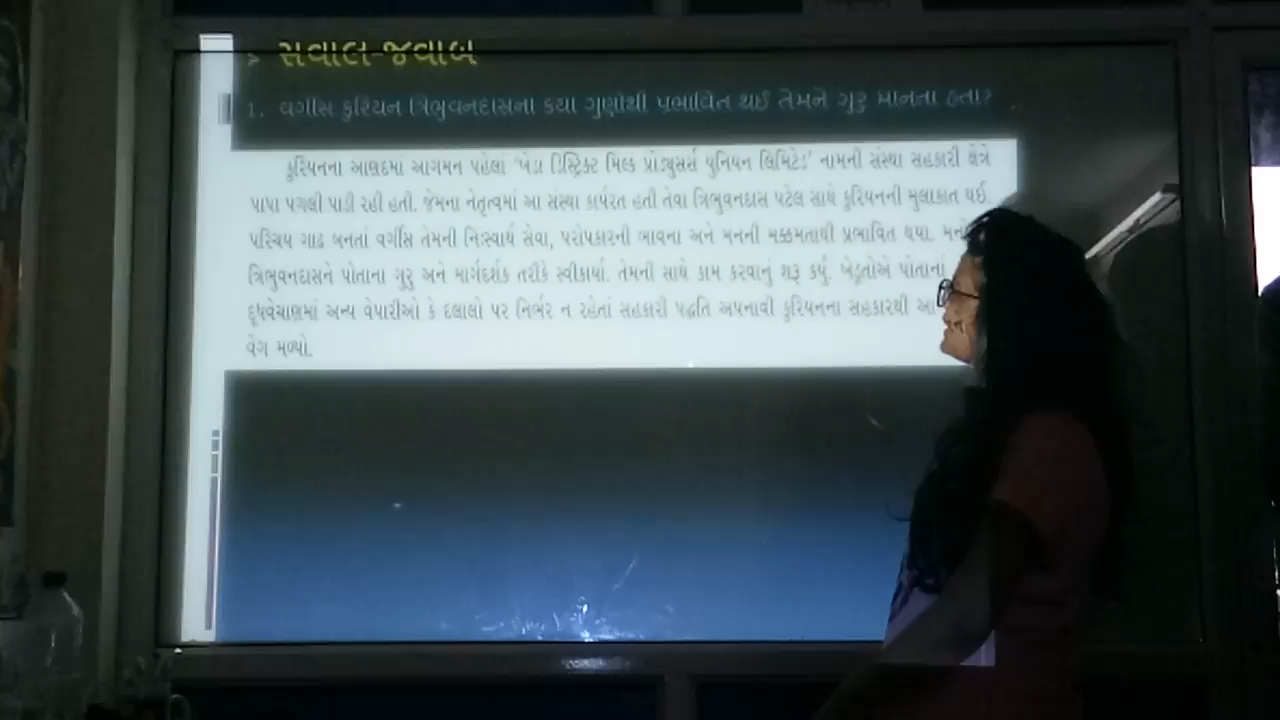 ➤ સવાલ-જવાબ
1. વર્ગીસ કુરિયન ત્રિભુવનદાસના કયા ગુણોથી પ્રભાવિત થઈ તેમને ગુરુ માનતા હતા?
કુરિયનના આણંદમાં આગમન પહેલાં 'ખેડા ડિસ્ટ્રિક્ટ મિલ્ક પ્રોડ્યુસર્સ યુનિયન લિમિટેડ' નામની સંસ્થા સહકારી ક્ષેત્રે
પાપા પગલી પાડી રહી હતી. જેમના નેતૃત્વમાં આ સંસ્થા કાર્યરત હતી તેવા ત્રિભુવનદાસ પટેલ સાથે કુરિયનની મુલાકાત થઈ.
પરિચય ગાઢ બનતાં વર્ગીસ તેમની નિઃસ્વાર્થ સેવા, પરોપકારની ભાવના અને મનની મક્કમતાથી પ્રભાવિત થયા.
ત્રિભુવનદાસને પોતાના ગુરુ અને માર્ગદર્શક તરીકે સ્વીકાર્યા. તેમની સાથે કામ કરવાનું શરૂ કર્યું. ખેડૂતોએ પોતાનાં
દૂધવેચાણમાં અન્ય વેપારીઓ કે દલાલો પર નિર્ભર ન રહેતાં સહકારી પદ્ધતિ અપનાવી કુરિયનના સહકારથી આ
વેગ મળ્યો.